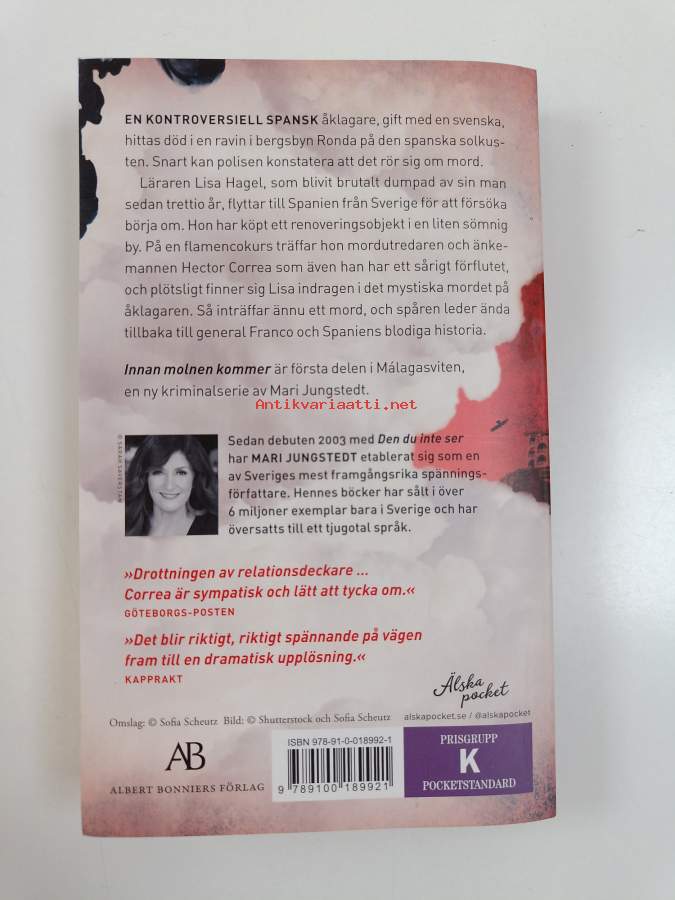 EN KONTROVERSIELL SPANSK åklagare, gift med en svenska,
hittas död i en ravin i bergsbyn Ronda på den spanska solkus-
ten. Snart kan polisen konstatera att det rör sig om mord.
Läraren Lisa Hagel, som blivit brutalt dumpad av sin man
sedan trettio år, flyttar till Spanien från Sverige för att försöka
börja om. Hon har köpt ett renoveringsobjekt i en liten sömnig
by. På en flamencokurs träffar hon mordutredaren och änke-
mannen Hector Correa som även han har ett sårigt förflutet,
och plötsligt finner sig Lisa indragen i det mystiska mordet på
åklagaren. Så inträffar ännu ett mord, och spåren leder ända
tillbaka till general Franco och Spaniens blodiga historia.
Innan molnen kommer är första delen i Málagasviten,
en ny kriminalserie av Mari Jungstedt.
Antikvariaatti.net
Sedan debuten 2003 med Den du inte ser
har MARI JUNGSTEDT etablerat sig som en
av Sveriges mest framgångsrika spännings-
författare. Hennes böcker har sålt i över
6 miljoner exemplar bara i Sverige och har
översatts till ett tjugotal språk.
»Drottningen av relationsdeckare ...
Correa är sympatisk och lätt att tycka om.«
GÖTEBORGS-POSTEN
»Det blir riktigt, riktigt spännande på vägen
fram till en dramatisk upplösning.«
KAPPRAKT
Älska
pocket
Omslag: © Sofia Scheutz Bild: © Shutterstock och Sofia Scheutz
alskapocket.se / @alskapocket
AB
ALBERT BONNIERS FÖRLAG
ISBN 978-91-0-018992-1
9 789100 189921
PRISGRUPP
K
POCKETSTANDARD